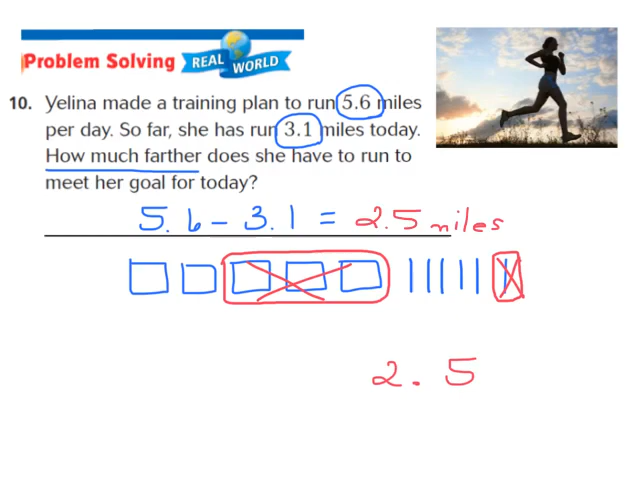 Problem Solving REAL WORLD
10. Yelina made a training plan to run 5.6 miles
per day. So far, she has run 3.1 miles today.
How much farther does she have to run to
meet her goal for today?
5.6 - 3.1 = 2.5 miles
2.5